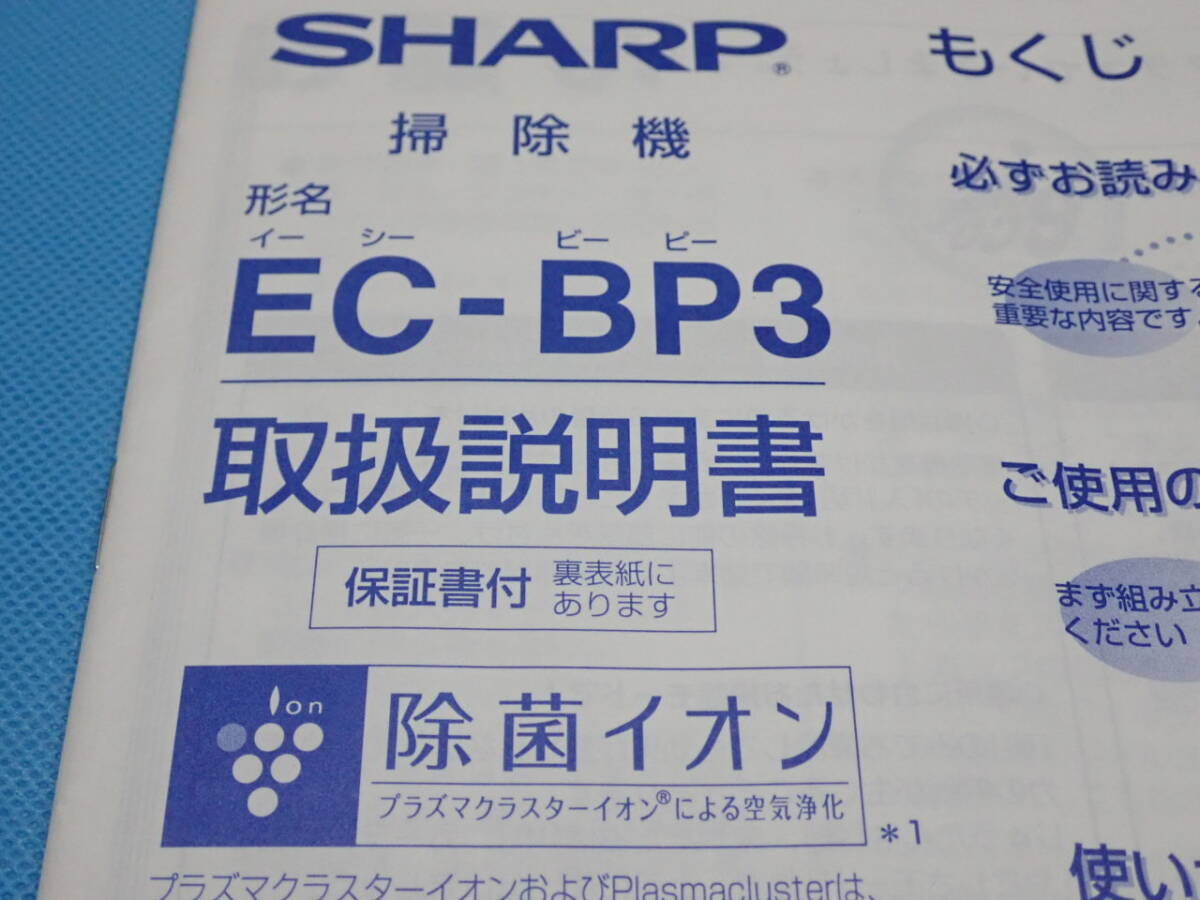 SHARP®
掃除機
形名
イー シー ビー ピー
EC-BP3
取扱説明書
保証書付 裏表紙に
あります
ion
除菌イオン
プラズマクラスターイオン®による空気浄化
*1
プラズマクラスターイオンおよびPlasmaclusterは、
もくじ
必ずお読み
安全使用に関する
重要な内容です。
ご使用の
まず組み立
ください
使い